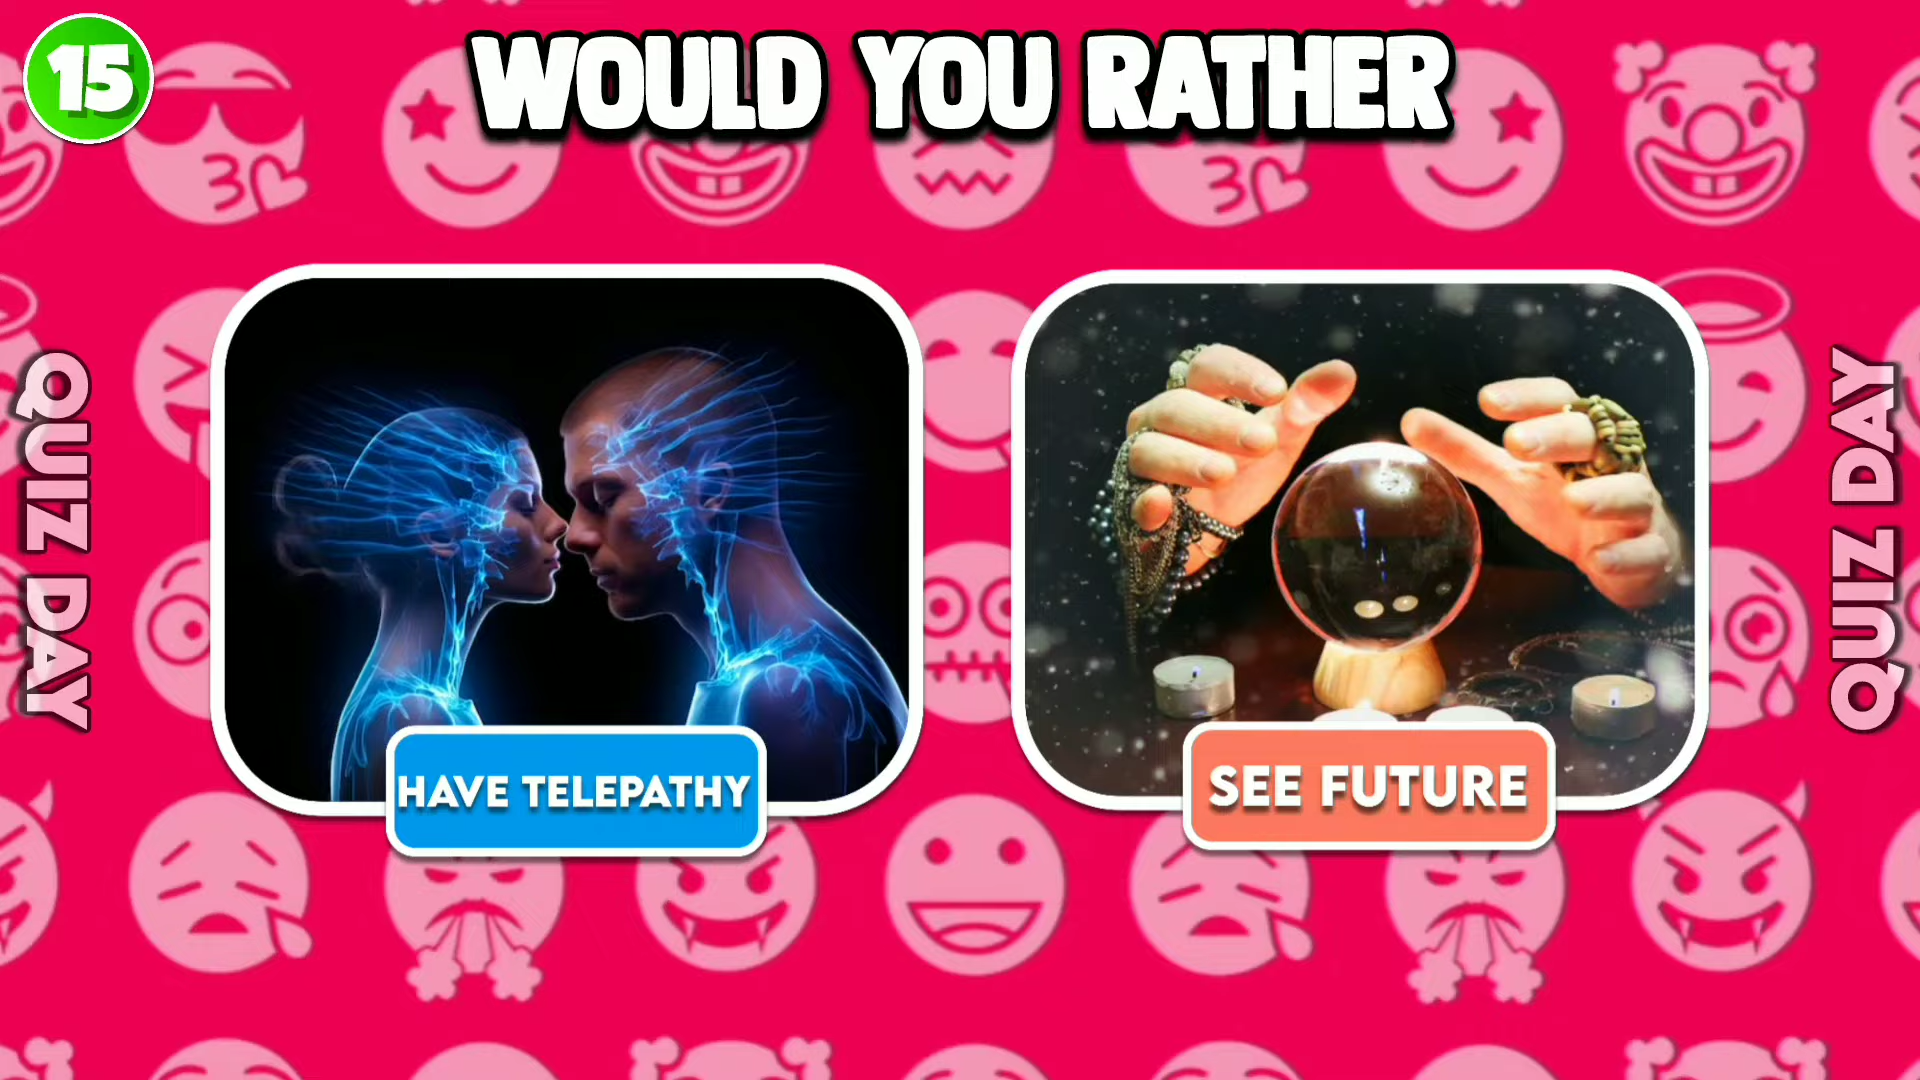 15
WOULD YOU RATHER
QUIZ DAY
HAVE TELEPATHY
SEE FUTURE
QUIZ DAY